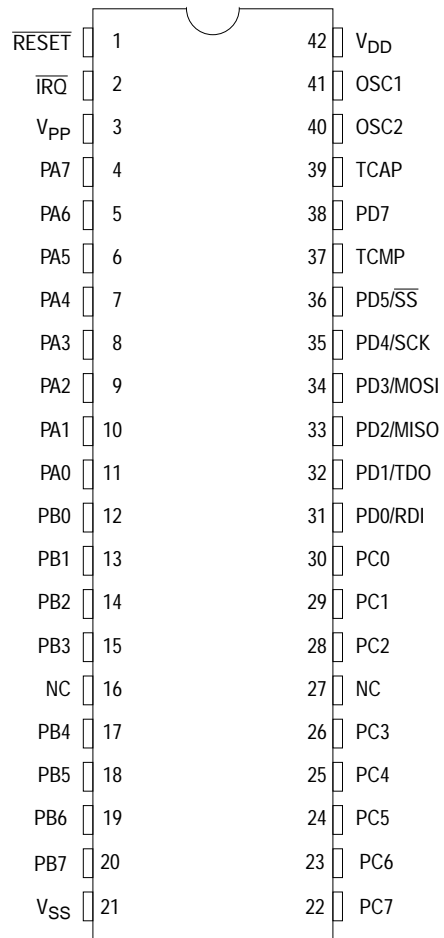 RESET 1 42 VDD
IRQ 2 41 OSC1
VPP 3 40 OSC2
PA7 4 39 TCAP
PA6 5 38 PD7
PA5 6 37 TCMP
PA4 7 36 PD5/SS
PA3 8 35 PD4/SCK
PA2 9 34 PD3/MOSI
PA1 10 33 PD2/MISO
PA0 11 32 PD1/TDO
PB0 12 31 PD0/RDI
PB1 13 30 PC0
PB2 14 29 PC1
PB3 15 28 PC2
NC 16 27 NC
PB4 17 26 PC3
PB5 18 25 PC4
PB6 19 24 PC5
PB7 20 23 PC6
VSS 21 22 PC7